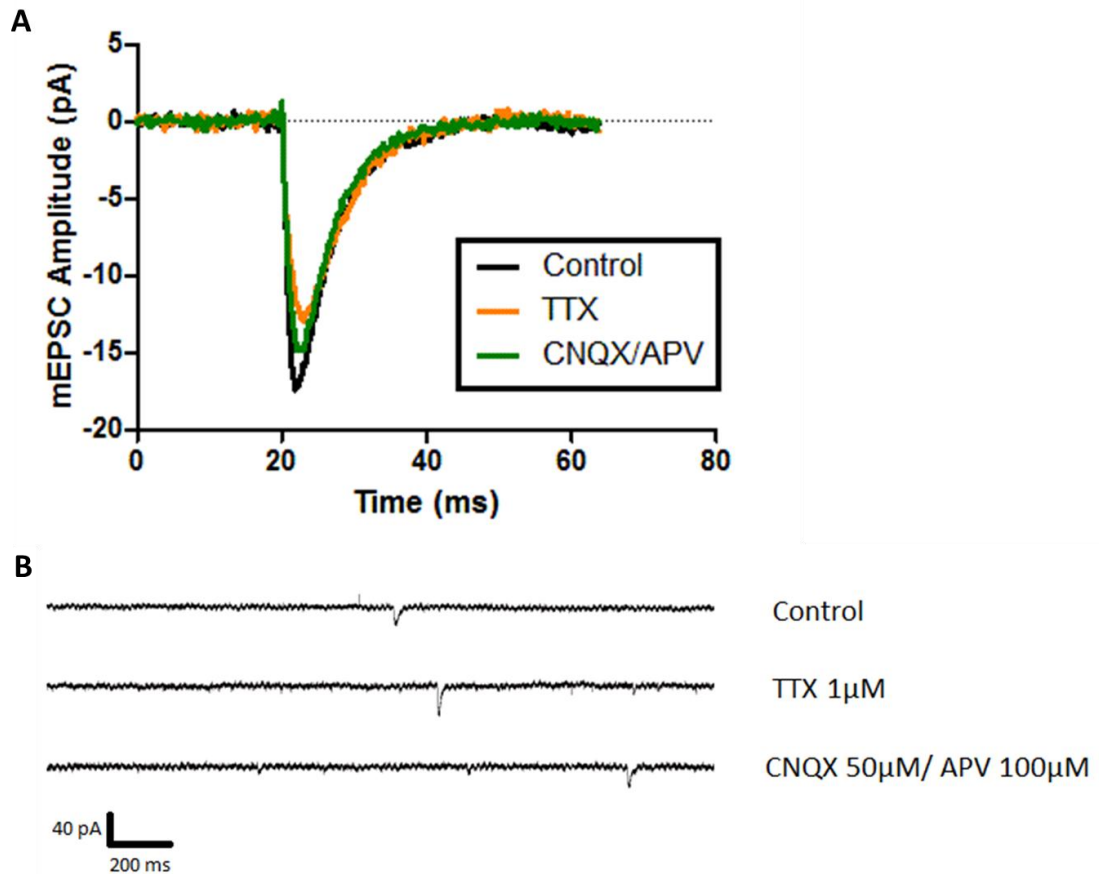 A
5
0
-5
-10
-15
-20
mEPSC Amplitude (pA)
Control
TTX
CNQX/APV
0 20 40 60 80
Time (ms)
B
Control
TTX 1µM
CNQX 50µM/ APV 100µM
40 pA
200 ms